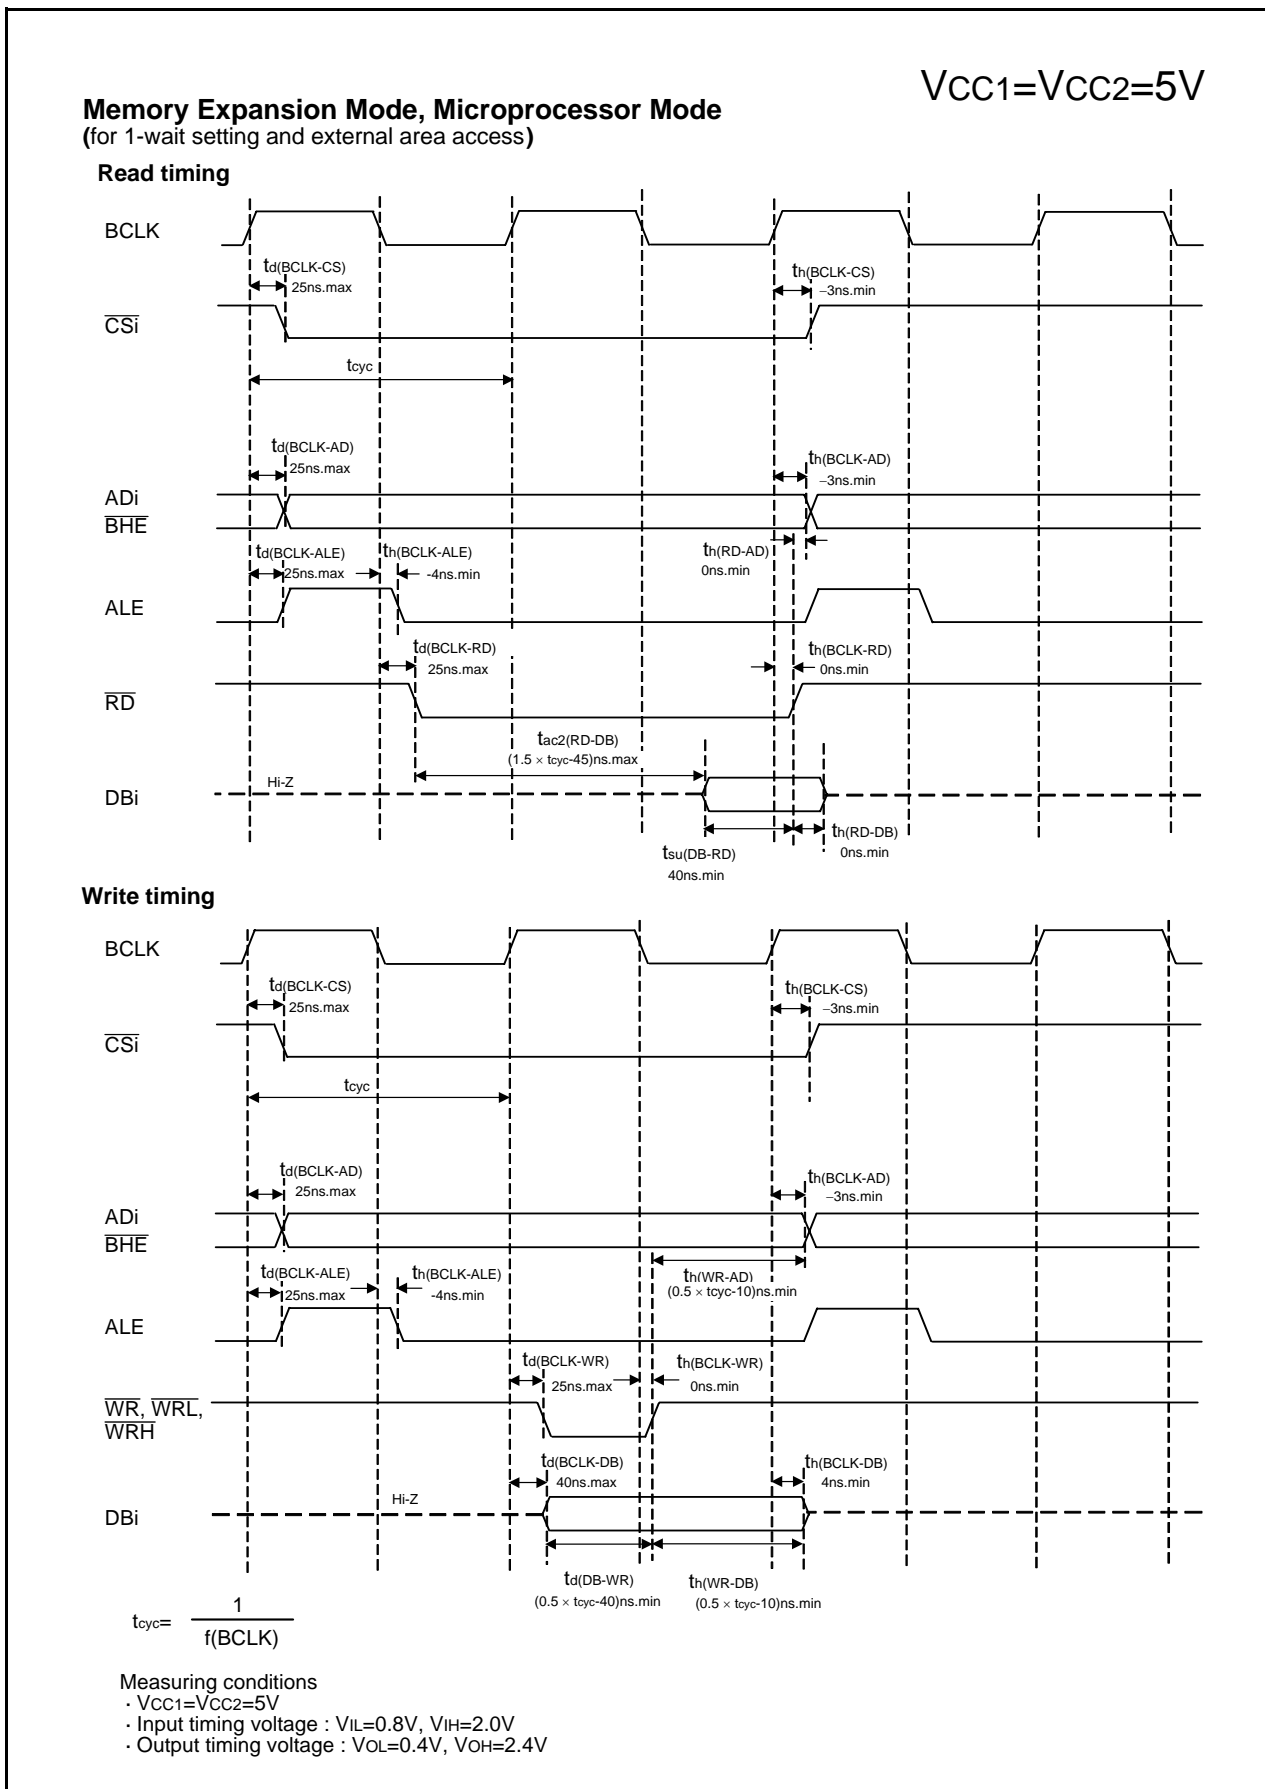 VCC1=VCC2=5V
Memory Expansion Mode, Microprocessor Mode
(for 1-wait setting and external area access)
Read timing
BCLK
td(BCLK-CS)
25ns.max
th(BCLK-CS)
−3ns.min
CSi
tcyc
td(BCLK-AD)
25ns.max
th(BCLK-AD)
−3ns.min
ADi
BHE
td(BCLK-ALE)
25ns.max
th(BCLK-ALE)
-4ns.min
th(RD-AD)
0ns.min
ALE
td(BCLK-RD)
25ns.max
th(BCLK-RD)
0ns.min
RD
tac2(RD-DB)
(1.5 × tcyc-45)ns.max
Hi-Z
DBi
tsu(DB-RD)
40ns.min
th(RD-DB)
0ns.min
Write timing
BCLK
td(BCLK-CS)
25ns.max
th(BCLK-CS)
−3ns.min
CSi
tcyc
td(BCLK-AD)
25ns.max
th(BCLK-AD)
−3ns.min
ADi
BHE
td(BCLK-ALE)
25ns.max
th(BCLK-ALE)
-4ns.min
th(WR-AD)
(0.5 × tcyc-10)ns.min
ALE
td(BCLK-WR)
25ns.max
th(BCLK-WR)
0ns.min
WR, WRL,
WRH
td(BCLK-DB)
40ns.max
th(BCLK-DB)
4ns.min
Hi-Z
DBi
td(DB-WR)
(0.5 × tcyc-40)ns.min
th(WR-DB)
(0.5 × tcyc-10)ns.min
tcyc= 1
f(BCLK)
Measuring conditions
· VCC1=VCC2=5V
· Input timing voltage : VIL=0.8V, VIH=2.0V
· Output timing voltage : VOL=0.4V, VOH=2.4V